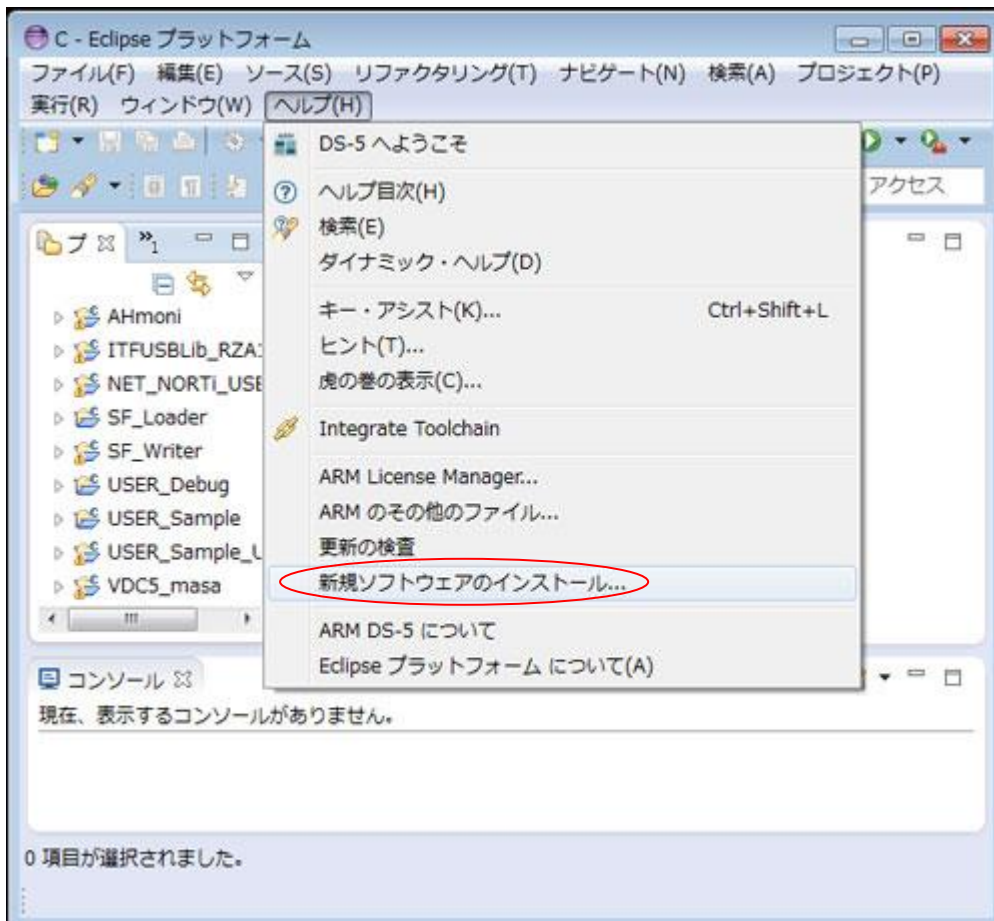 C - Eclipse プラットフォーム
ファイル(F) 編集(E) ソース(S) リファクタリング(T) ナビゲート(N) 検索(A) プロジェクト(P)
実行(R) ウィンドウ(W) ヘルプ(H)
DS-5 へようこそ
アクセス
ヘルプ目次(H)
検索(E)
ダイナミック・ヘルプ(D)
キー・アシスト(K)... Ctrl+Shift+L
ヒント(T)...
虎の巻の表示(C)...
Integrate Toolchain
ARM License Manager...
ARM のその他のファイル...
更新の検査
新規ソフトウェアのインストール...
ARM DS-5 について
Eclipse プラットフォーム について(A)
プ »1
AHmoni
ITFUSBLib_RZA1
NET_NORTi_USE
SF_Loader
SF_Writer
USER_Debug
USER_Sample
USER_Sample_U
VDC5_masa
コンソール
現在、表示するコンソールがありません。
0 項目が選択されました。